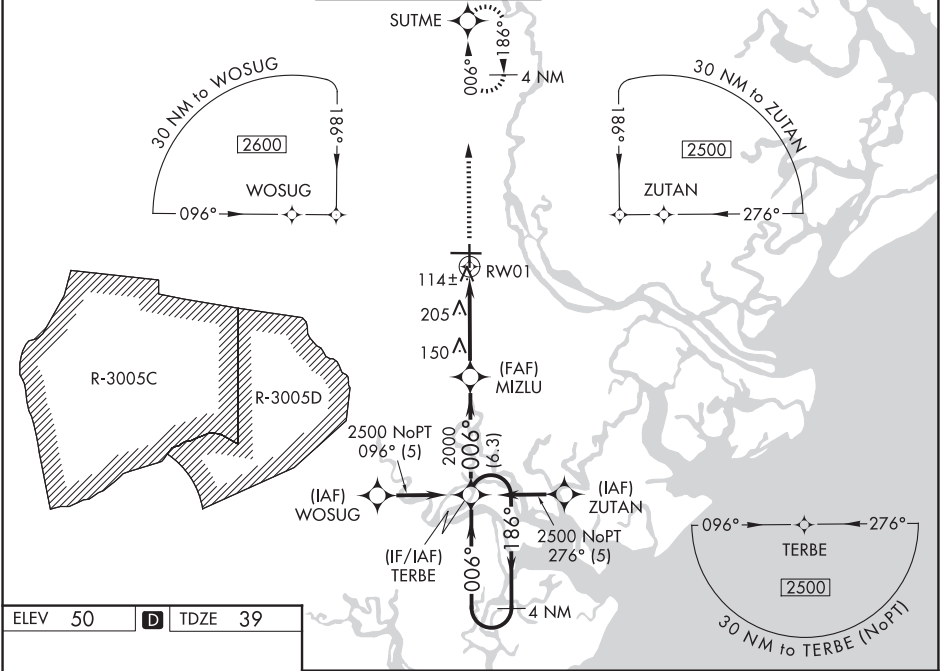 SUTME
186°
006°
4 NM
30 NM to WOSUG
186°
2600
WOSUG
096°
30 NM to ZUTAN
186°
2500
ZUTAN
276°
RW01
114±
205
150
(FAF)
MIZLU
R-3005C
R-3005D
2500 NoPT
096° (5)
2000
006°
(6.3)
(IAF)
WOSUG
(IAF)
ZUTAN
186°
2500 NoPT
276° (5)
(IF/IAF)
TERBE
006°
4 NM
096°
276°
TERBE
2500
30 NM to TERBE (NoPT)
ELEV 50 D TDZE 39